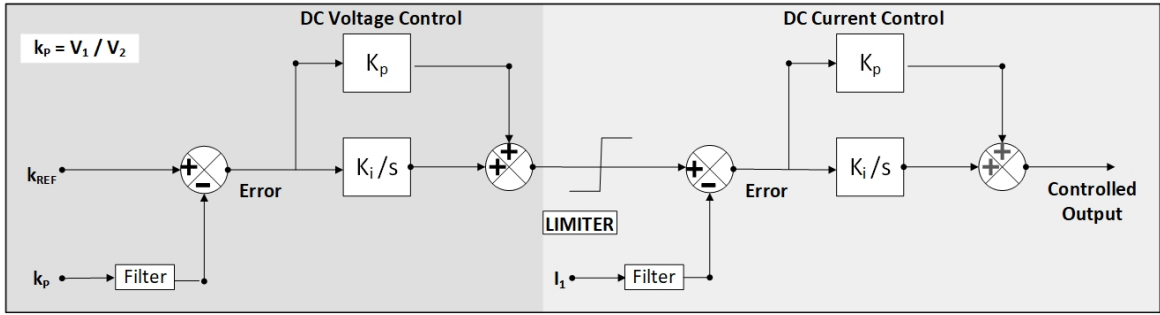 DC Voltage Control
DC Current Control
kP = V1 / V2
Kp
Kp
kREF
+
−
Error
Ki/s
+
+
+
−
Error
Ki/s
+
+
Controlled
Output
LIMITER
kP
Filter
I1
Filter